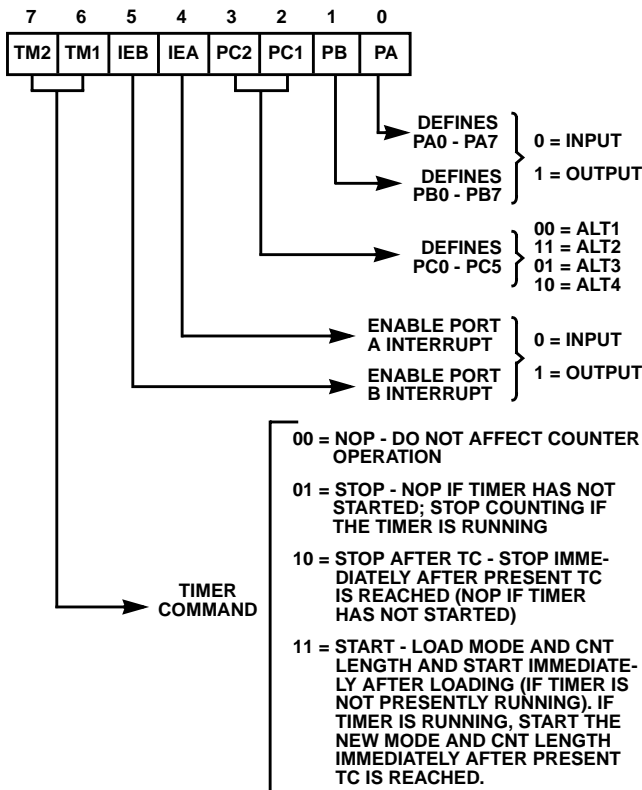 7 6 5 4 3 2 1 0
TM2 TM1 IEB IEA PC2 PC1 PB PA
DEFINES
PA0 - PA7
0 = INPUT
1 = OUTPUT
DEFINES
PB0 - PB7
DEFINES
PC0 - PC5
00 = ALT1
11 = ALT2
01 = ALT3
10 = ALT4
ENABLE PORT
A INTERRUPT
0 = INPUT
1 = OUTPUT
ENABLE PORT
B INTERRUPT
TIMER
COMMAND
00 = NOP - DO NOT AFFECT COUNTER
OPERATION
01 = STOP - NOP IF TIMER HAS NOT
STARTED; STOP COUNTING IF
THE TIMER IS RUNNING
10 = STOP AFTER TC - STOP IMME-
DIATELY AFTER PRESENT TC
IS REACHED (NOP IF TIMER
HAS NOT STARTED)
11 = START - LOAD MODE AND CNT
LENGTH AND START IMMEDIATE-
LY AFTER LOADING (IF TIMER IS
NOT PRESENTLY RUNNING). IF
TIMER IS RUNNING, START THE
NEW MODE AND CNT LENGTH
IMMEDIATELY AFTER PRESENT
TC IS REACHED.